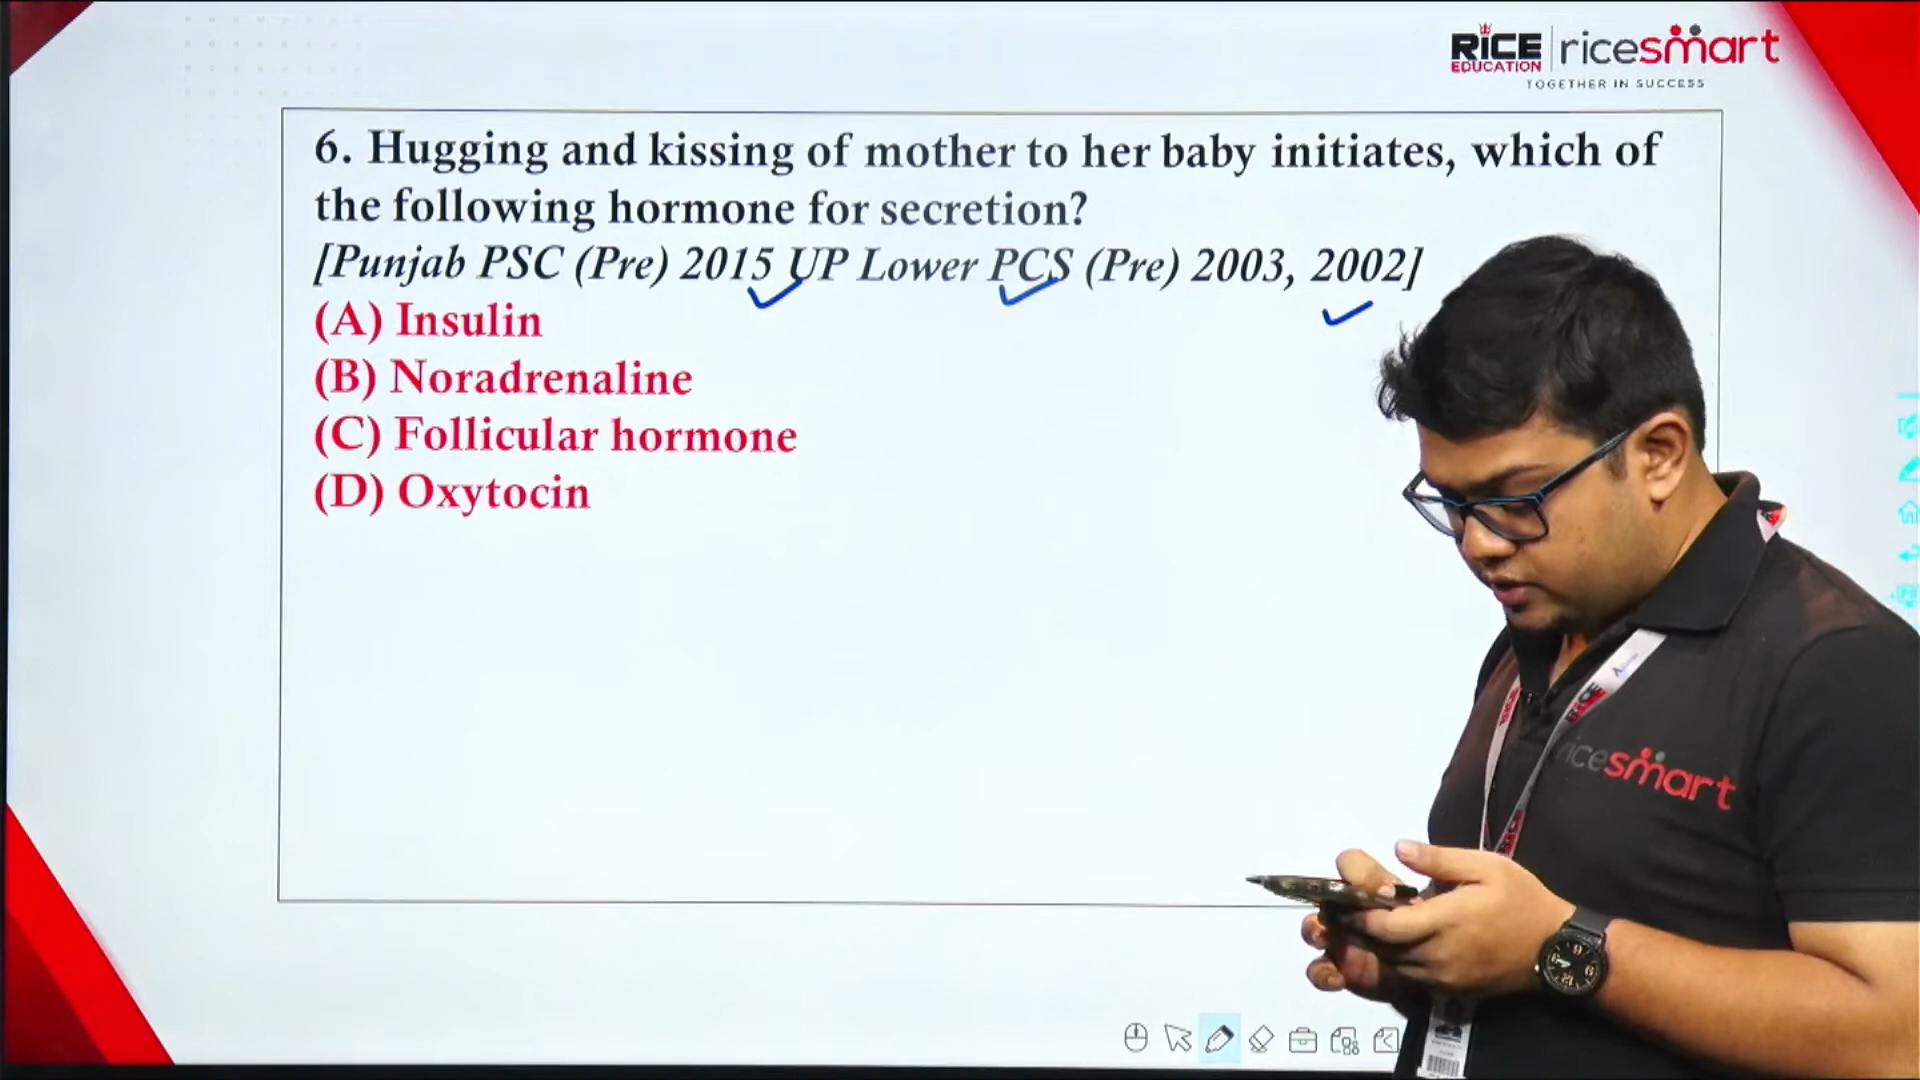 RICE
EDUCATION
ricesmart
TOGETHER IN SUCCESS
6. Hugging and kissing of mother to her baby initiates, which of
the following hormone for secretion?
[Punjab PSC (Pre) 2015 UP Lower PCS (Pre) 2003, 2002]
(A) Insulin
(B) Noradrenaline
(C) Follicular hormone
(D) Oxytocin
ricesmart
RICE